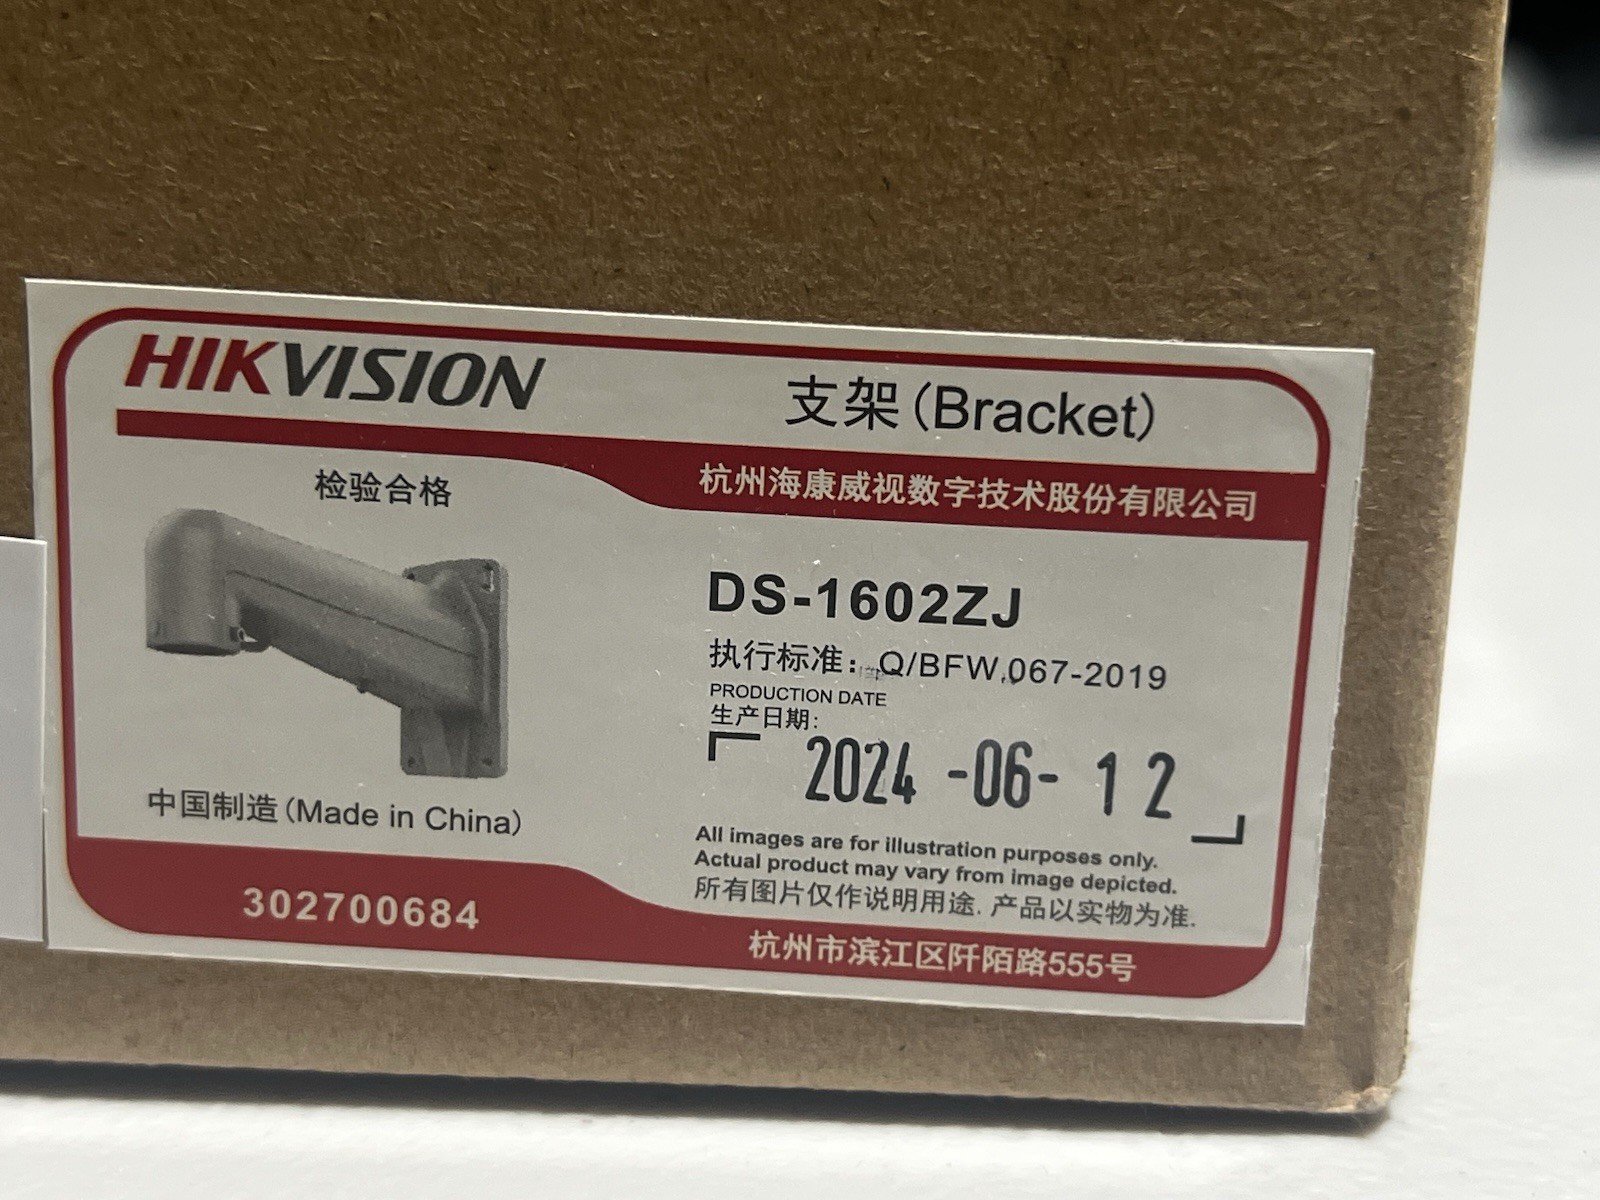 HIKVISION
支架(Bracket)
杭州海康威视数字技术股份有限公司
检验合格
DS-1602ZJ
执行标准: Q/BFW.067-2019
PRODUCTION DATE
生产日期:
2024 -06- 12
中国制造(Made in China)
All images are for illustration purposes only.
Actual product may vary from image depicted.
所有图片仅作说明用途. 产品以实物为准.
302700684
杭州市滨江区阡陌路555号